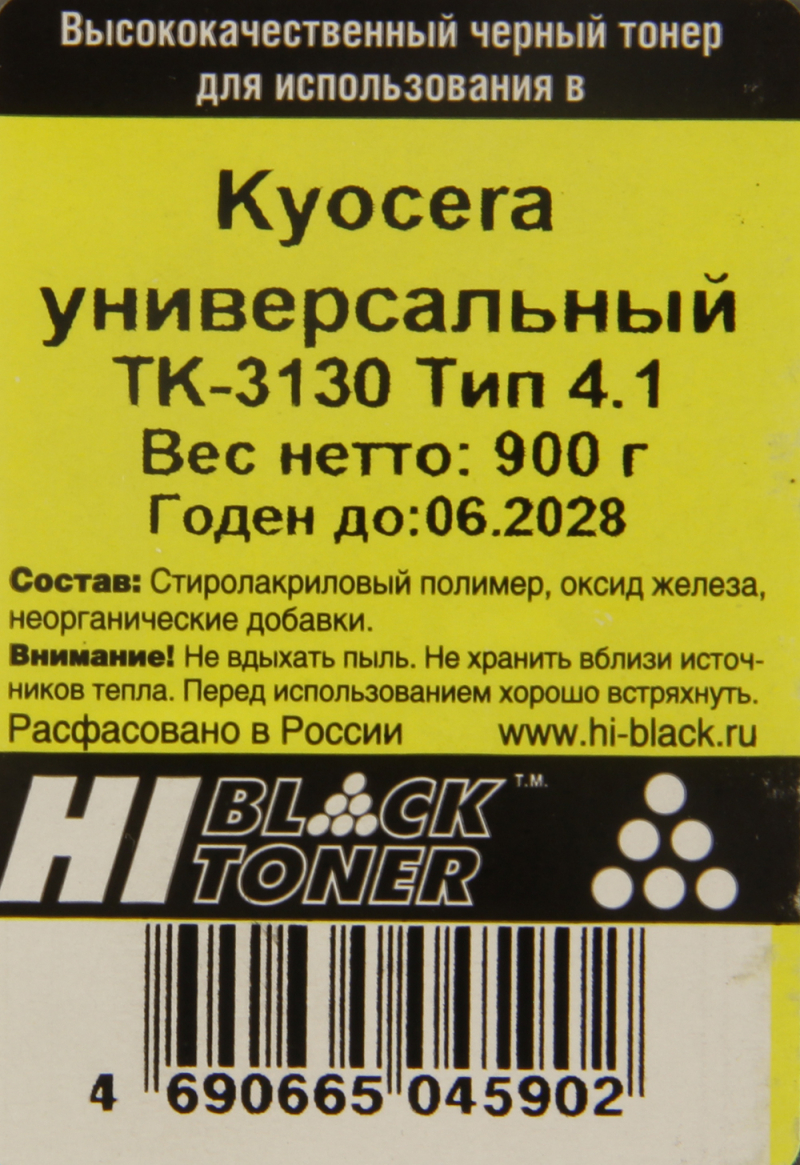 Высококачественный черный тонер
для использования в
Kyocera
универсальный
TK-3130 Тип 4.1
Вес нетто: 900 г
Годен до:06.2028
Состав: Стиролакриловый полимер, оксид железа,
неорганические добавки.
Внимание! Не вдыхать пыль. Не хранить вблизи источ-
ников тепла. Перед использованием хорошо встряхнуть.
Расфасовано в России www.hi-black.ru
HI BLACK T.M.
TONER
4 690665 045902